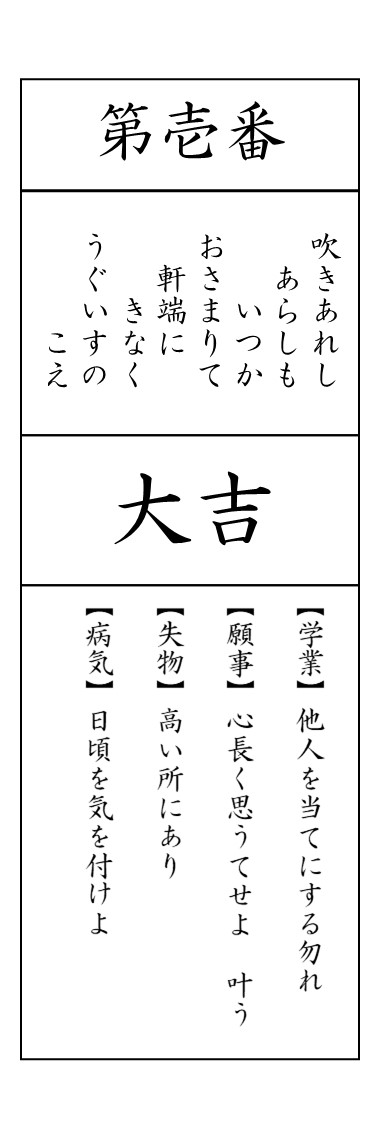 第壱番
吹きあれし
あらしも
いつか
おさまりて
軒端に
きなく
うぐいすの
こえ
大吉
【学業】他人を当てにする勿れ
【願事】心長く思うてせよ　叶う
【失物】高い所にあり
【病気】日頃を気を付けよ